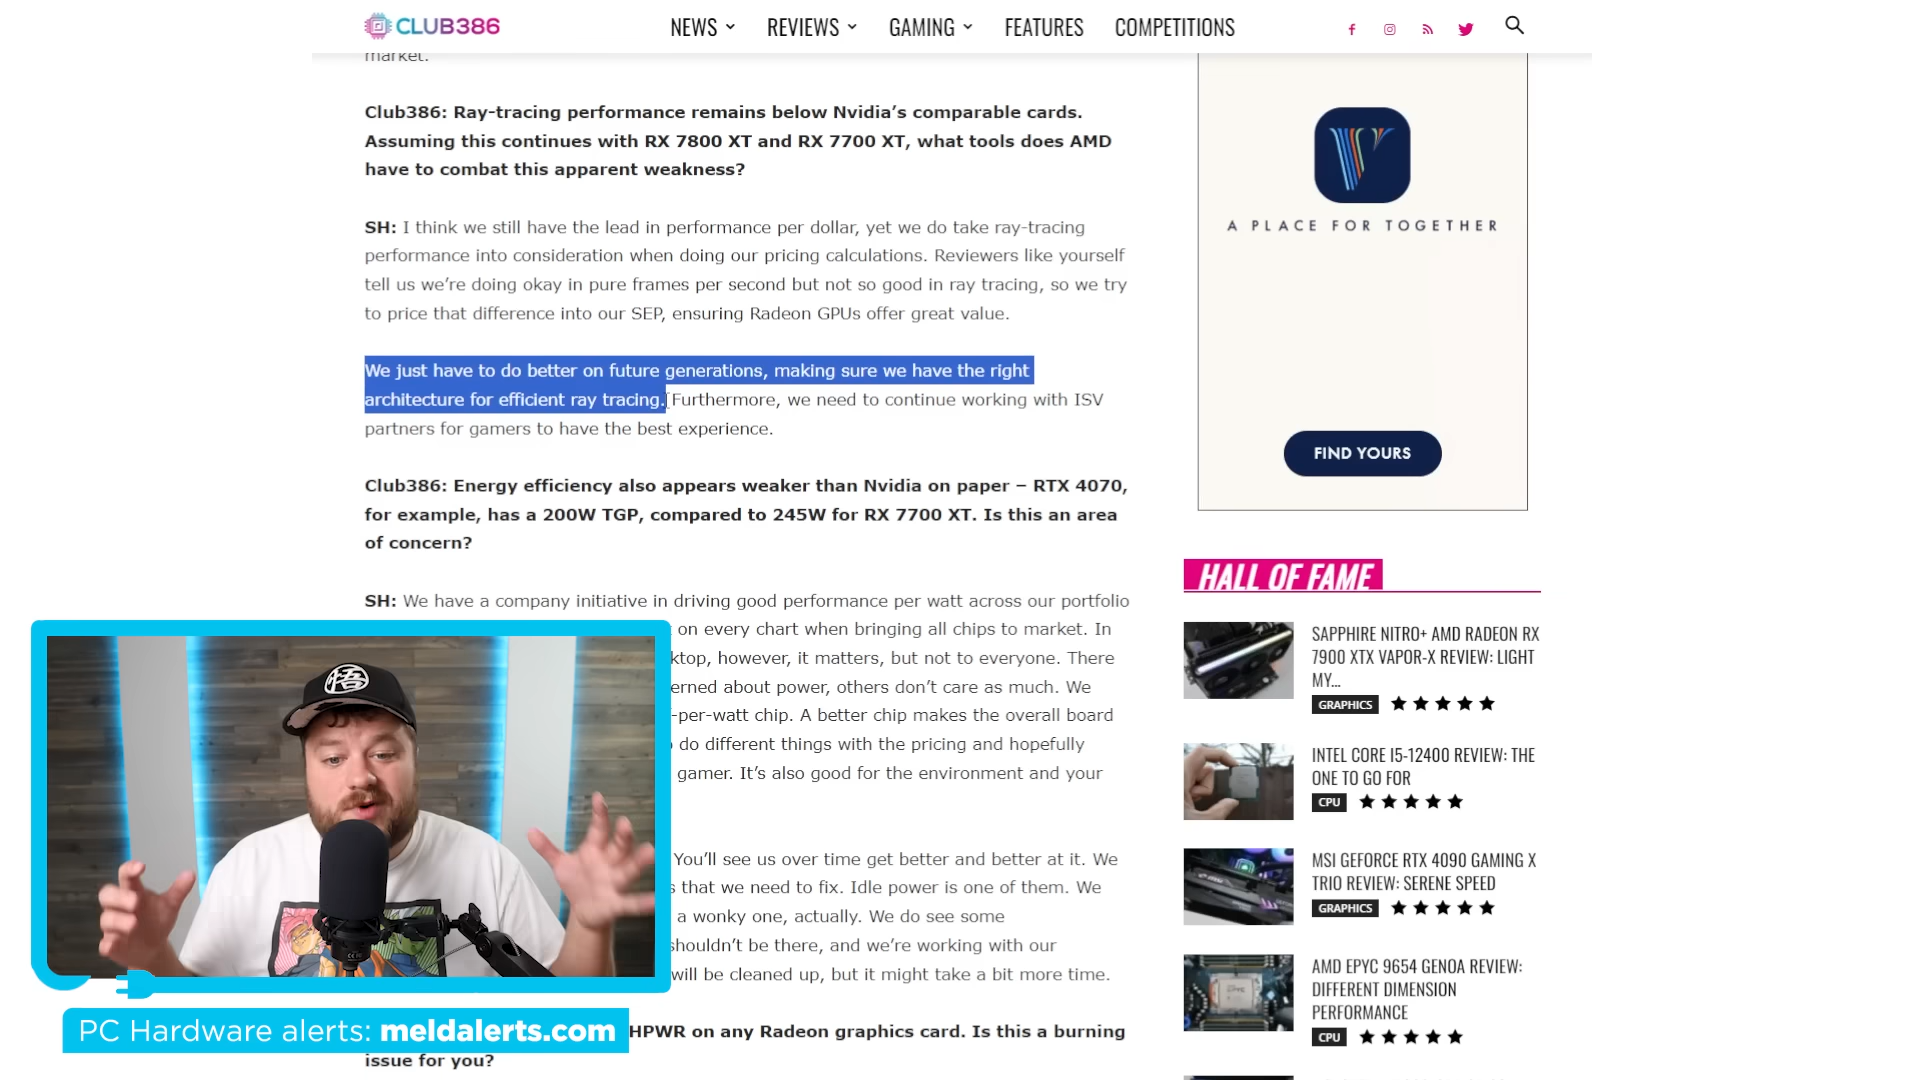 CLUB386
NEWS
REVIEWS
GAMING
FEATURES
COMPETITIONS
market.
Club386: Ray-tracing performance remains below Nvidia’s comparable cards.
Assuming this continues with RX 7800 XT and RX 7700 XT, what tools does AMD
have to combat this apparent weakness?
SH: I think we still have the lead in performance per dollar, yet we do take ray-tracing
performance into consideration when doing our pricing calculations. Reviewers like yourself
tell us we’re doing okay in pure frames per second but not so good in ray tracing, so we try
to price that difference into our SEP, ensuring Radeon GPUs offer great value.
We just have to do better on future generations, making sure we have the right
architecture for efficient ray tracing. Furthermore, we need to continue working with ISV
partners for gamers to have the best experience.
Club386: Energy efficiency also appears weaker than Nvidia on paper – RTX 4070,
for example, has a 200W TGP, compared to 245W for RX 7700 XT. Is this an area
of concern?
SH: We have a company initiative in driving good performance per watt across our portfolio
on every chart when bringing all chips to market. In
ktop, however, it matters, but not to everyone. There
erned about power, others don’t care as much. We
-per-watt chip. A better chip makes the overall board
do different things with the pricing and hopefully
gamer. It’s also good for the environment and your
You’ll see us over time get better and better at it. We
s that we need to fix. Idle power is one of them. We
a wonky one, actually. We do see some
shouldn’t be there, and we’re working with our
will be cleaned up, but it might take a bit more time.
HPWR on any Radeon graphics card. Is this a burning
issue for you?
A PLACE FOR TOGETHER
FIND YOURS
HALL OF FAME
SAPPHIRE NITRO+ AMD RADEON RX
7900 XTX VAPOR-X REVIEW: LIGHT
MY...
GRAPHICS
INTEL CORE I5-12400 REVIEW: THE
ONE TO GO FOR
CPU
MSI GEFORCE RTX 4090 GAMING X
TRIO REVIEW: SERENE SPEED
GRAPHICS
AMD EPYC 9654 GENOA REVIEW:
DIFFERENT DIMENSION
PERFORMANCE
CPU
悟
PC Hardware alerts: meldalerts.com